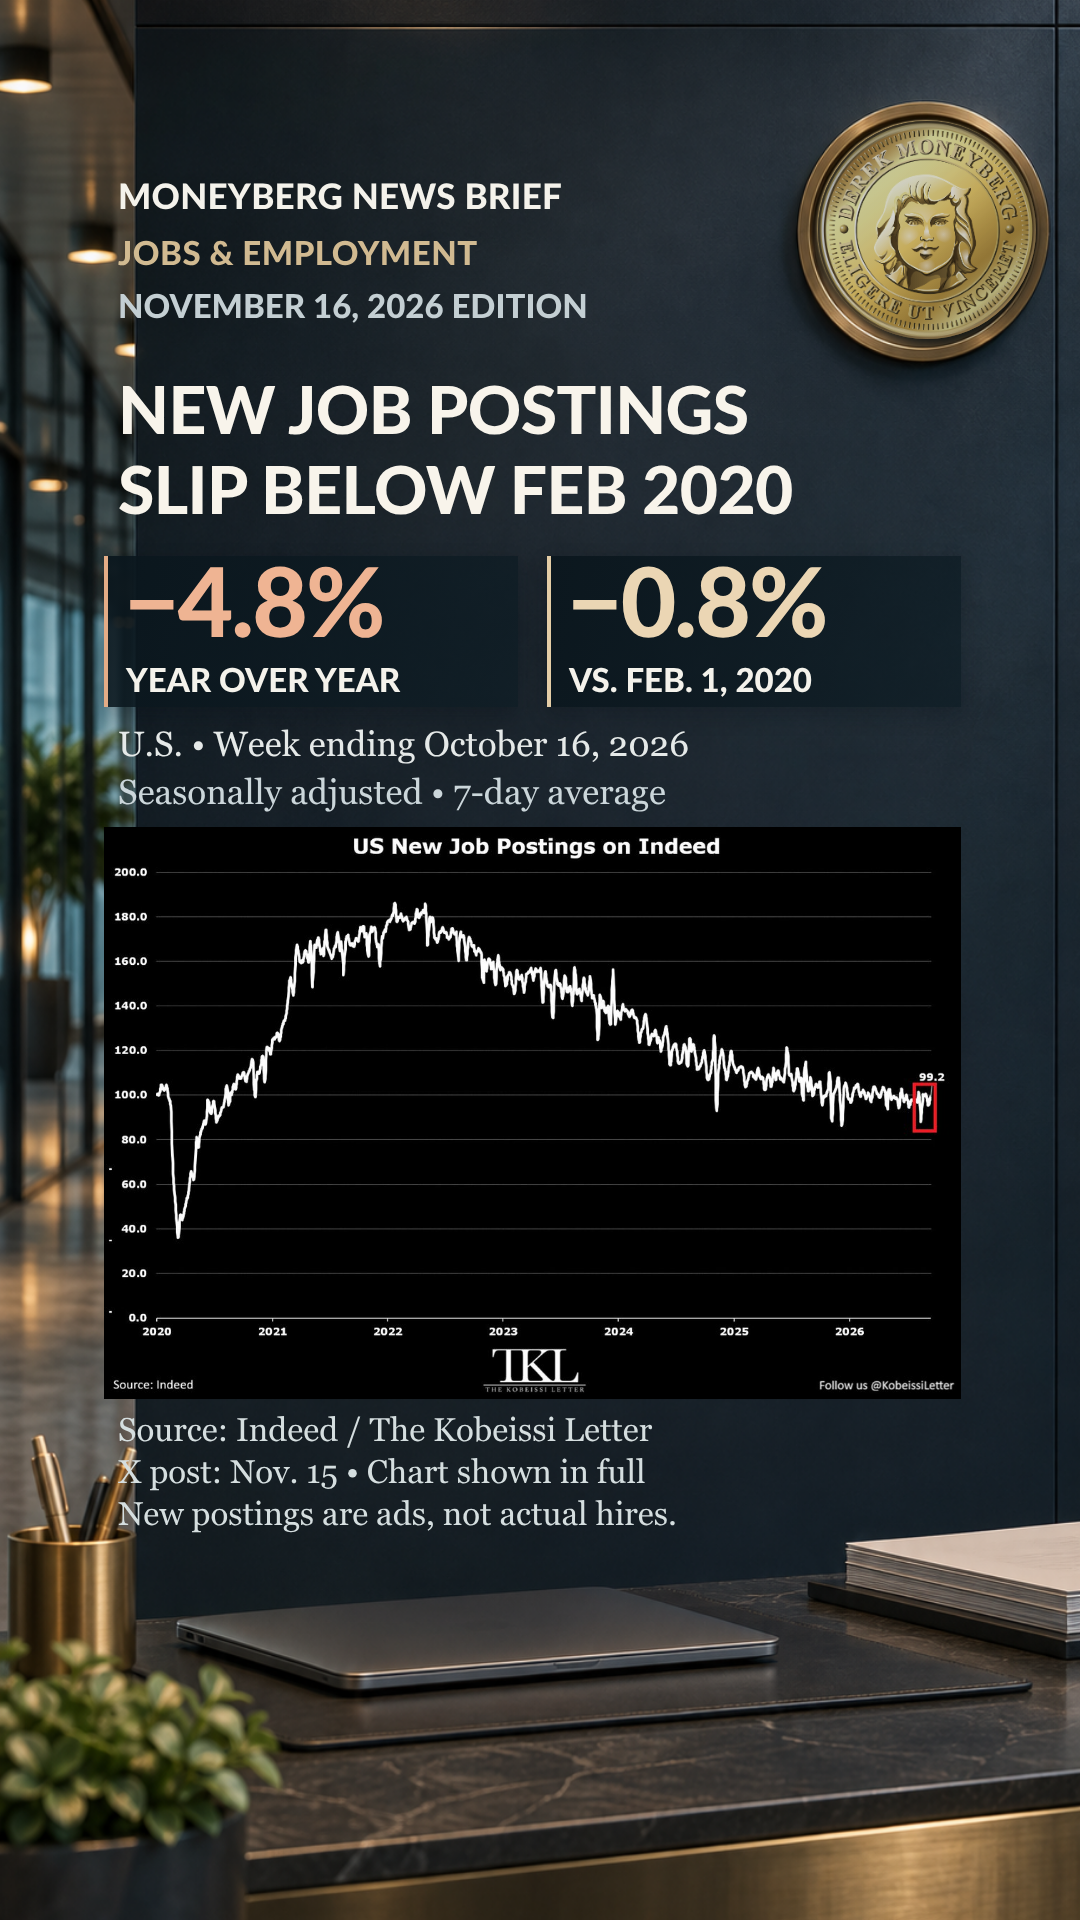 DEREK MONEYBERG
ELIGERE UT VINCERET
MONEYBERG NEWS BRIEF
JOBS & EMPLOYMENT
NOVEMBER 16, 2026 EDITION
NEW JOB POSTINGS
SLIP BELOW FEB 2020
−4.8%
YEAR OVER YEAR
−0.8%
VS. FEB. 1, 2020
U.S. • Week ending October 16, 2026
Seasonally adjusted • 7-day average
US New Job Postings on Indeed
200.0
180.0
160.0
140.0
120.0
100.0
80.0
60.0
40.0
20.0
0.0
99.2
2020 2021 2022 2023 2024 2025 2026
TKL
THE KOBEISSI LETTER
Source: Indeed
Follow us @KobeissiLetter
Source: Indeed / The Kobeissi Letter
X post: Nov. 15 • Chart shown in full
New postings are ads, not actual hires.